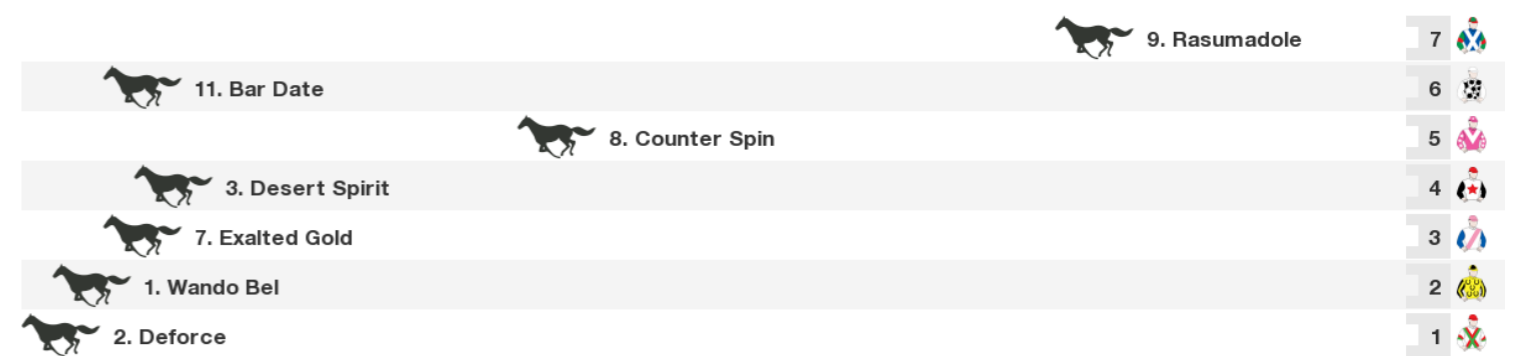 9. Rasumadole 7
11. Bar Date 6
8. Counter Spin 5
3. Desert Spirit 4
7. Exalted Gold 3
1. Wando Bel 2
2. Deforce 1